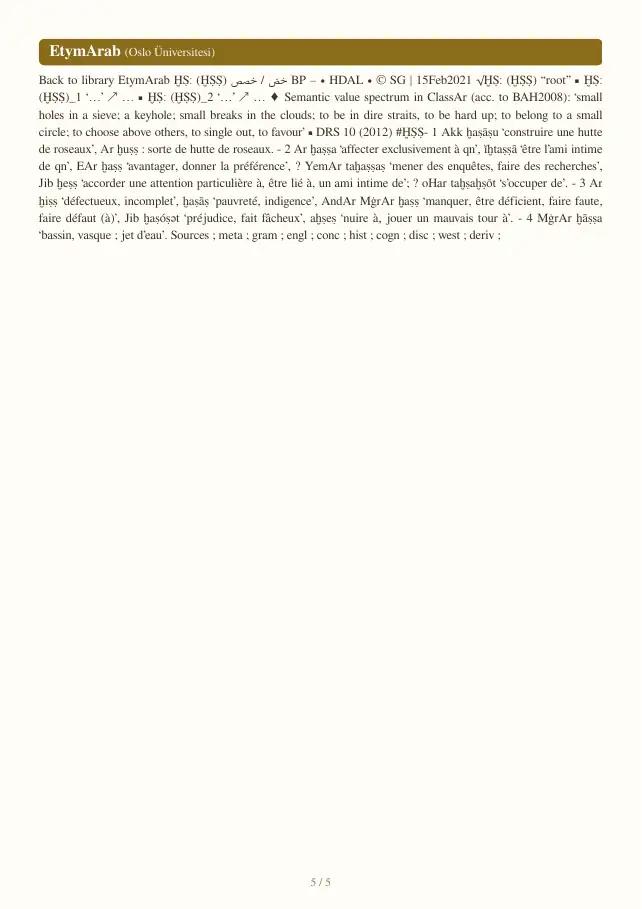 EtymArab (Oslo Üniversitesi)
Back to library EtymArab ḪṢ: (ḪṢṢ) خصّ / خصص BP – • HDAL • © SG | 15Feb2021 √ḪṢ: (ḪṢṢ) “root” ▪ ḪṢ:
(ḪṢṢ)_1 ‘…’ ↗ … ▪ ḪṢ: (ḪṢṢ)_2 ‘…’ ↗ … ♦ Semantic value spectrum in ClassAr (acc. to BAH2008): ‘small
holes in a sieve; a keyhole; small breaks in the clouds; to be in dire straits, to be hard up; to belong to a small
circle; to choose above others, to single out, to favour’ ▪ DRS 10 (2012) #ḪṢṢ- 1 Akk ḫaṣāṣu ‘construire une hutte
de roseaux’, Ar ḫuṣṣ : sorte de hutte de roseaux. - 2 Ar ḫaṣṣa ‘affecter exclusivement à qn’, ĭḫtaṣṣā ‘être l’ami intime
de qn’, EAr ḫaṣṣ ‘avantager, donner la préférence’, ? YemAr taḫaṣṣaṣ ‘mener des enquêtes, faire des recherches’,
Jib ḫeṣṣ ‘accorder une attention particulière à, être lié à, un ami intime de’; ? oHar taḫṣaḫṣōt ‘s’occuper de’. - 3 Ar
ḫiṣṣ ‘défectueux, incomplet’, ḫaṣāṣ ‘pauvreté, indigence’, AndAr MġrAr ḫaṣṣ ‘manquer, être déficient, faire faute,
faire défaut (à)’, Jib ḫaṣóṣət ‘préjudice, fait fâcheux’, aḫṣeṣ ‘nuire à, jouer un mauvais tour à’. - 4 MġrAr ḫāṣṣa
‘bassin, vasque ; jet d’eau’. Sources ; meta ; gram ; engl ; conc ; hist ; cogn ; disc ; west ; deriv ;
5 / 5